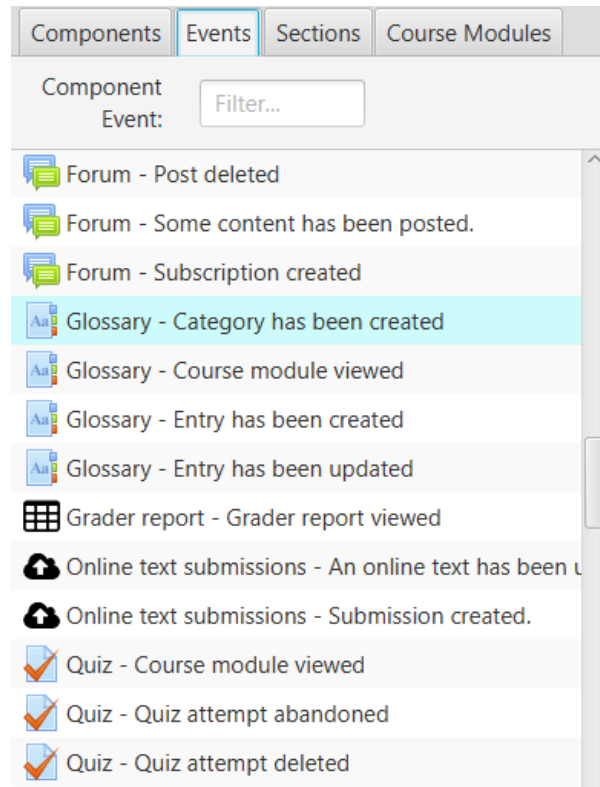 Components Events Sections Course Modules
Component
Event:
Filter...
Forum - Post deleted
Forum - Some content has been posted.
Forum - Subscription created
Glossary - Category has been created
Glossary - Course module viewed
Glossary - Entry has been created
Glossary - Entry has been updated
Grader report - Grader report viewed
Online text submissions - An online text has been
Online text submissions - Submission created.
Quiz - Course module viewed
Quiz - Quiz attempt abandoned
Quiz - Quiz attempt deleted